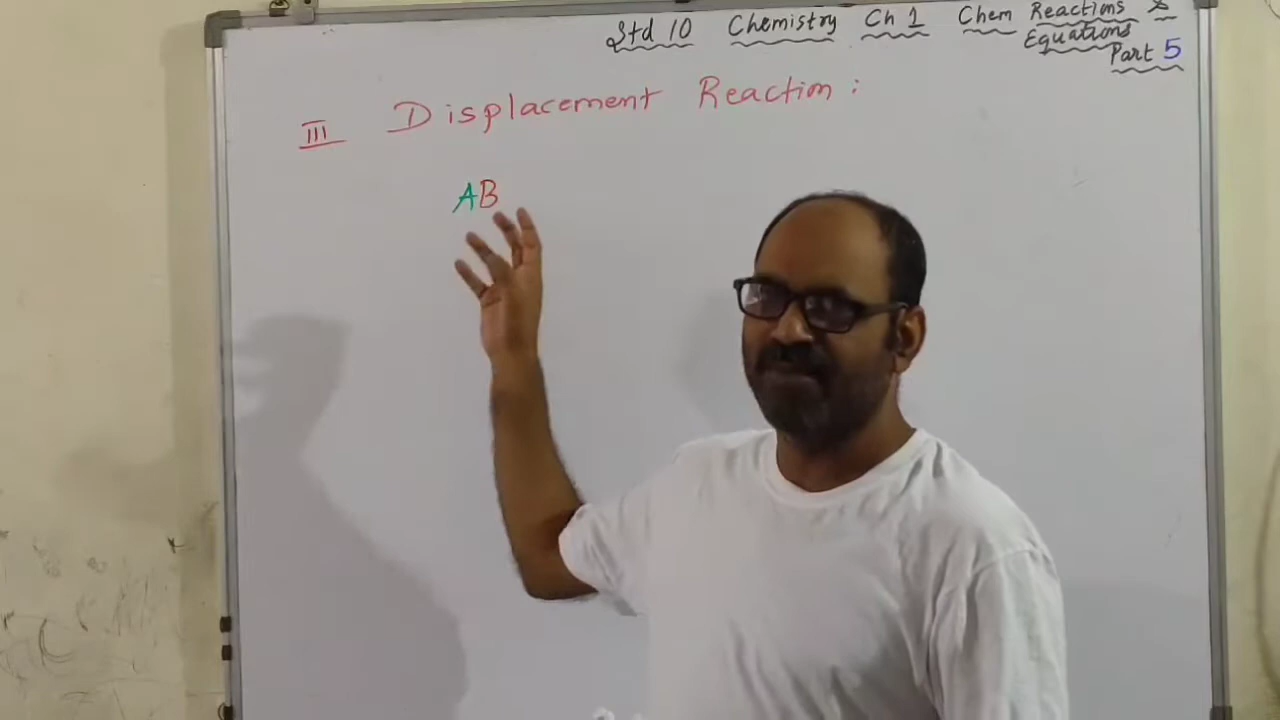 Std 10 Chemistry Ch 1 Chem Reactions &
Equations
Part 5
III Displacement Reaction :
AB